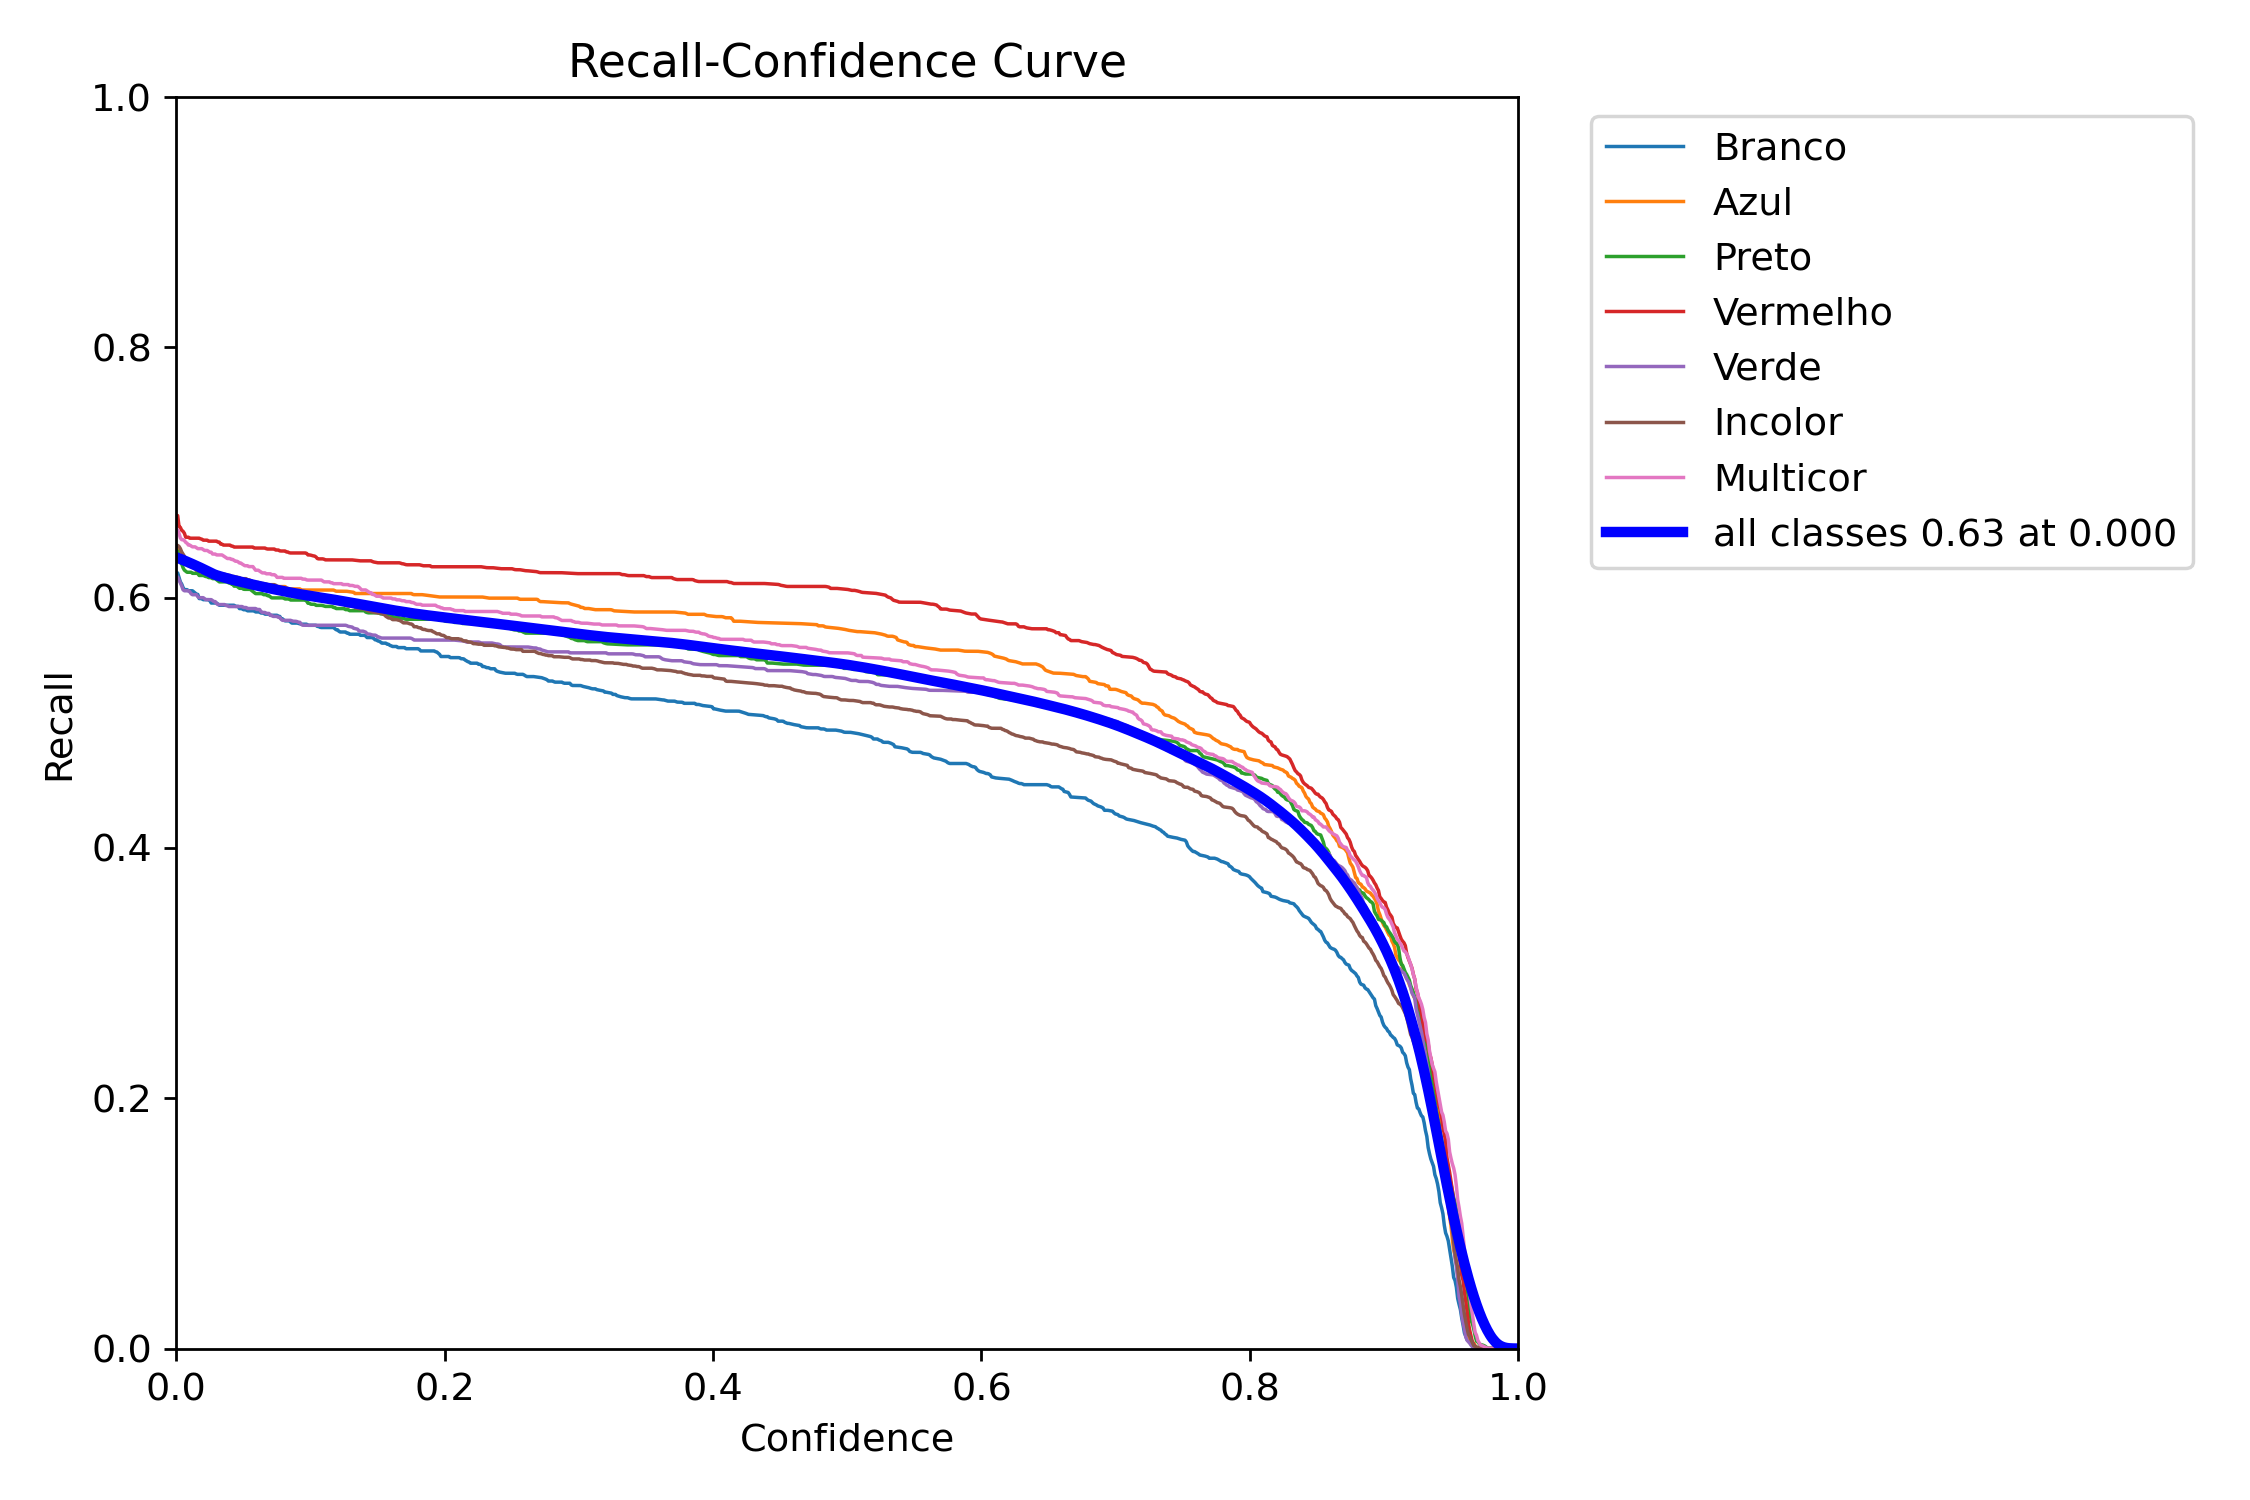 Recall-Confidence Curve
1.0
0.8
0.6
0.4
0.2
0.0
Recall
0.0 0.2 0.4 0.6 0.8 1.0
Confidence
Branco
Azul
Preto
Vermelho
Verde
Incolor
Multicor
all classes 0.63 at 0.000